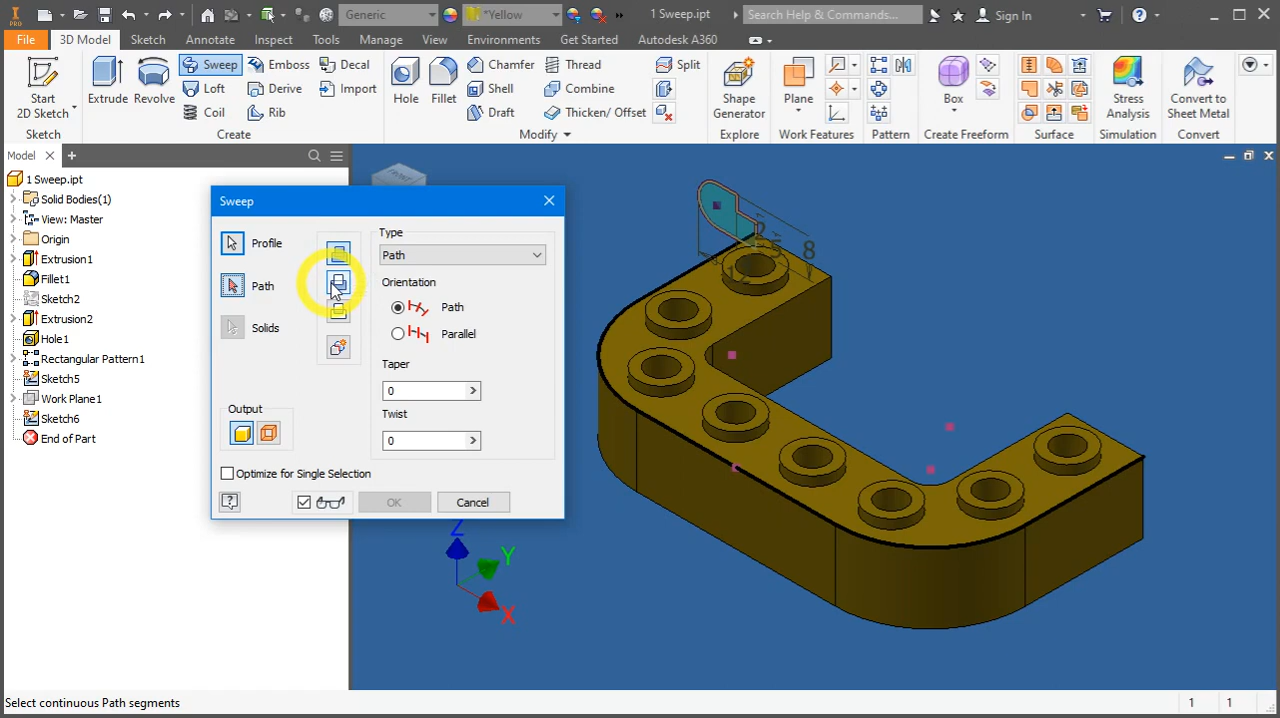 PRO
Generic
*Yellow
1 Sweep.ipt
Search Help & Commands...
Sign In
File
3D Model
Sketch
Annotate
Inspect
Tools
Manage
View
Environments
Get Started
Autodesk A360
Start
2D Sketch
Extrude
Revolve
Sweep
Loft
Coil
Emboss
Derive
Rib
Decal
Import
Hole
Fillet
Chamfer
Shell
Draft
Thread
Combine
Thicken/ Offset
Split
Shape
Generator
Plane
Box
Stress
Analysis
Convert to
Sheet Metal
Sketch
Create
Modify
Explore
Work Features
Pattern
Create Freeform
Surface
Simulation
Convert
Model
1 Sweep.ipt
Solid Bodies(1)
View: Master
Origin
Extrusion1
Fillet1
Sketch2
Extrusion2
Hole1
Rectangular Pattern1
Sketch5
Work Plane1
Sketch6
End of Part
Sweep
Profile
Path
Solids
Output
Optimize for Single Selection
Type
Path
Orientation
Path
Parallel
Taper
0
Twist
0
OK
Cancel
FRONT
8
Z
Y
X
Select continuous Path segments
1
1